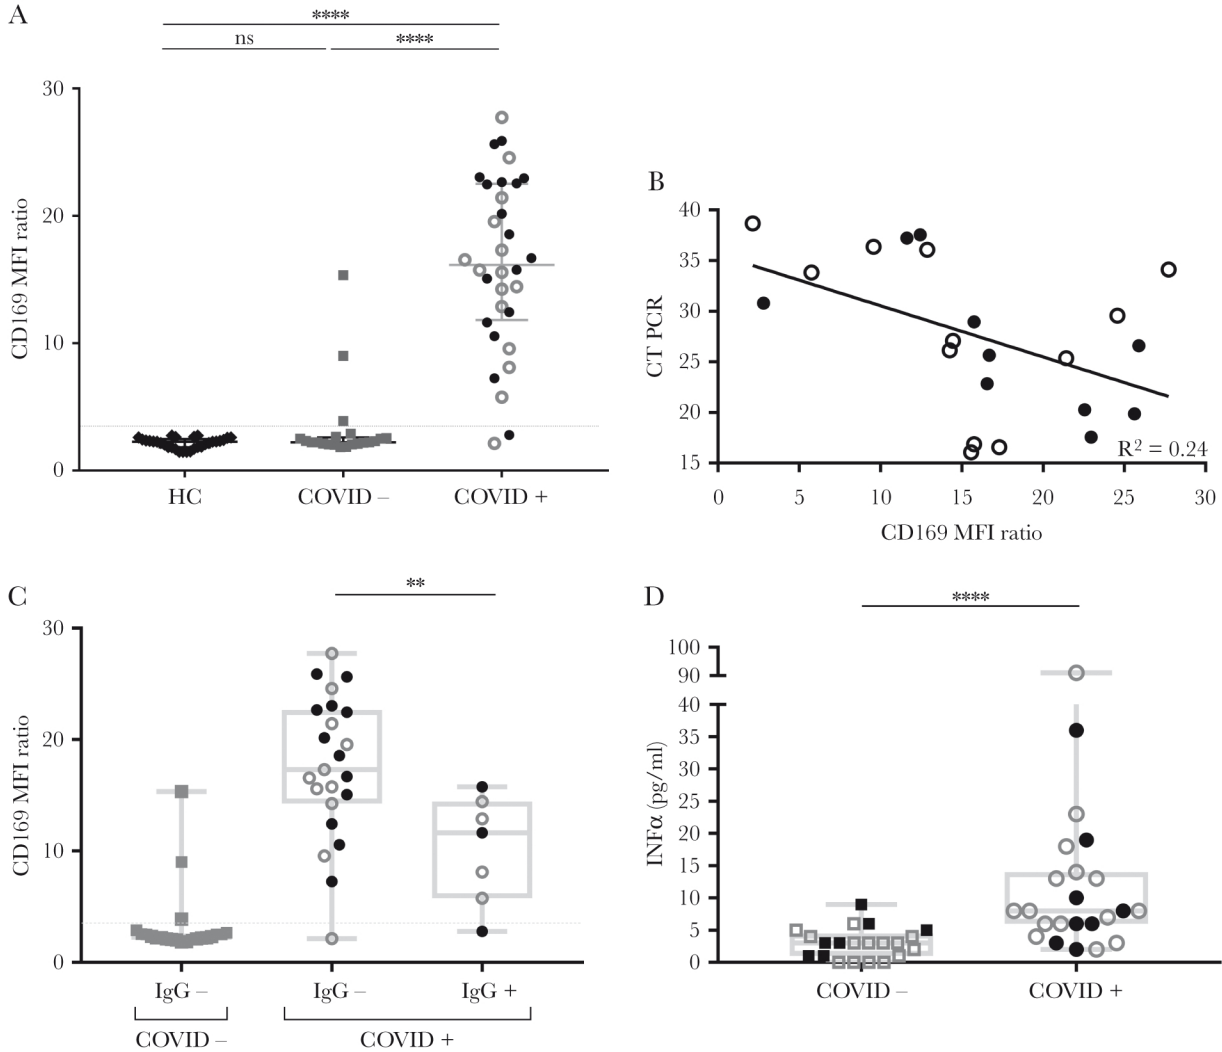 A
****
ns
****
30
20
10
0
CD169 MFI ratio
HC
COVID –
COVID +
B
40
35
30
25
20
15
CT PCR
R² = 0.24
0 5 10 15 20 25 30
CD169 MFI ratio
C
**
30
20
10
0
CD169 MFI ratio
IgG –
IgG –
IgG +
COVID –
COVID +
D
****
100
90
40
35
30
25
20
15
10
5
0
INFα (pg/ml)
COVID –
COVID +